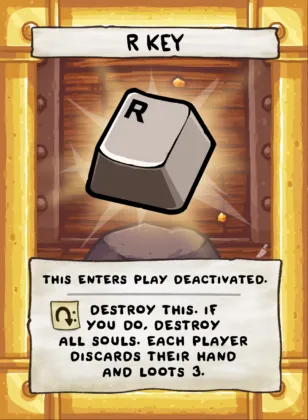 R KEY
R
THIS ENTERS PLAY DEACTIVATED.
DESTROY THIS. IF
YOU DO, DESTROY
ALL SOULS. EACH PLAYER
DISCARDS THEIR HAND
AND LOOTS 3.